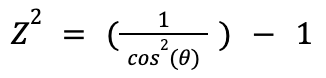 Z² = (1/cos²(θ)) − 1